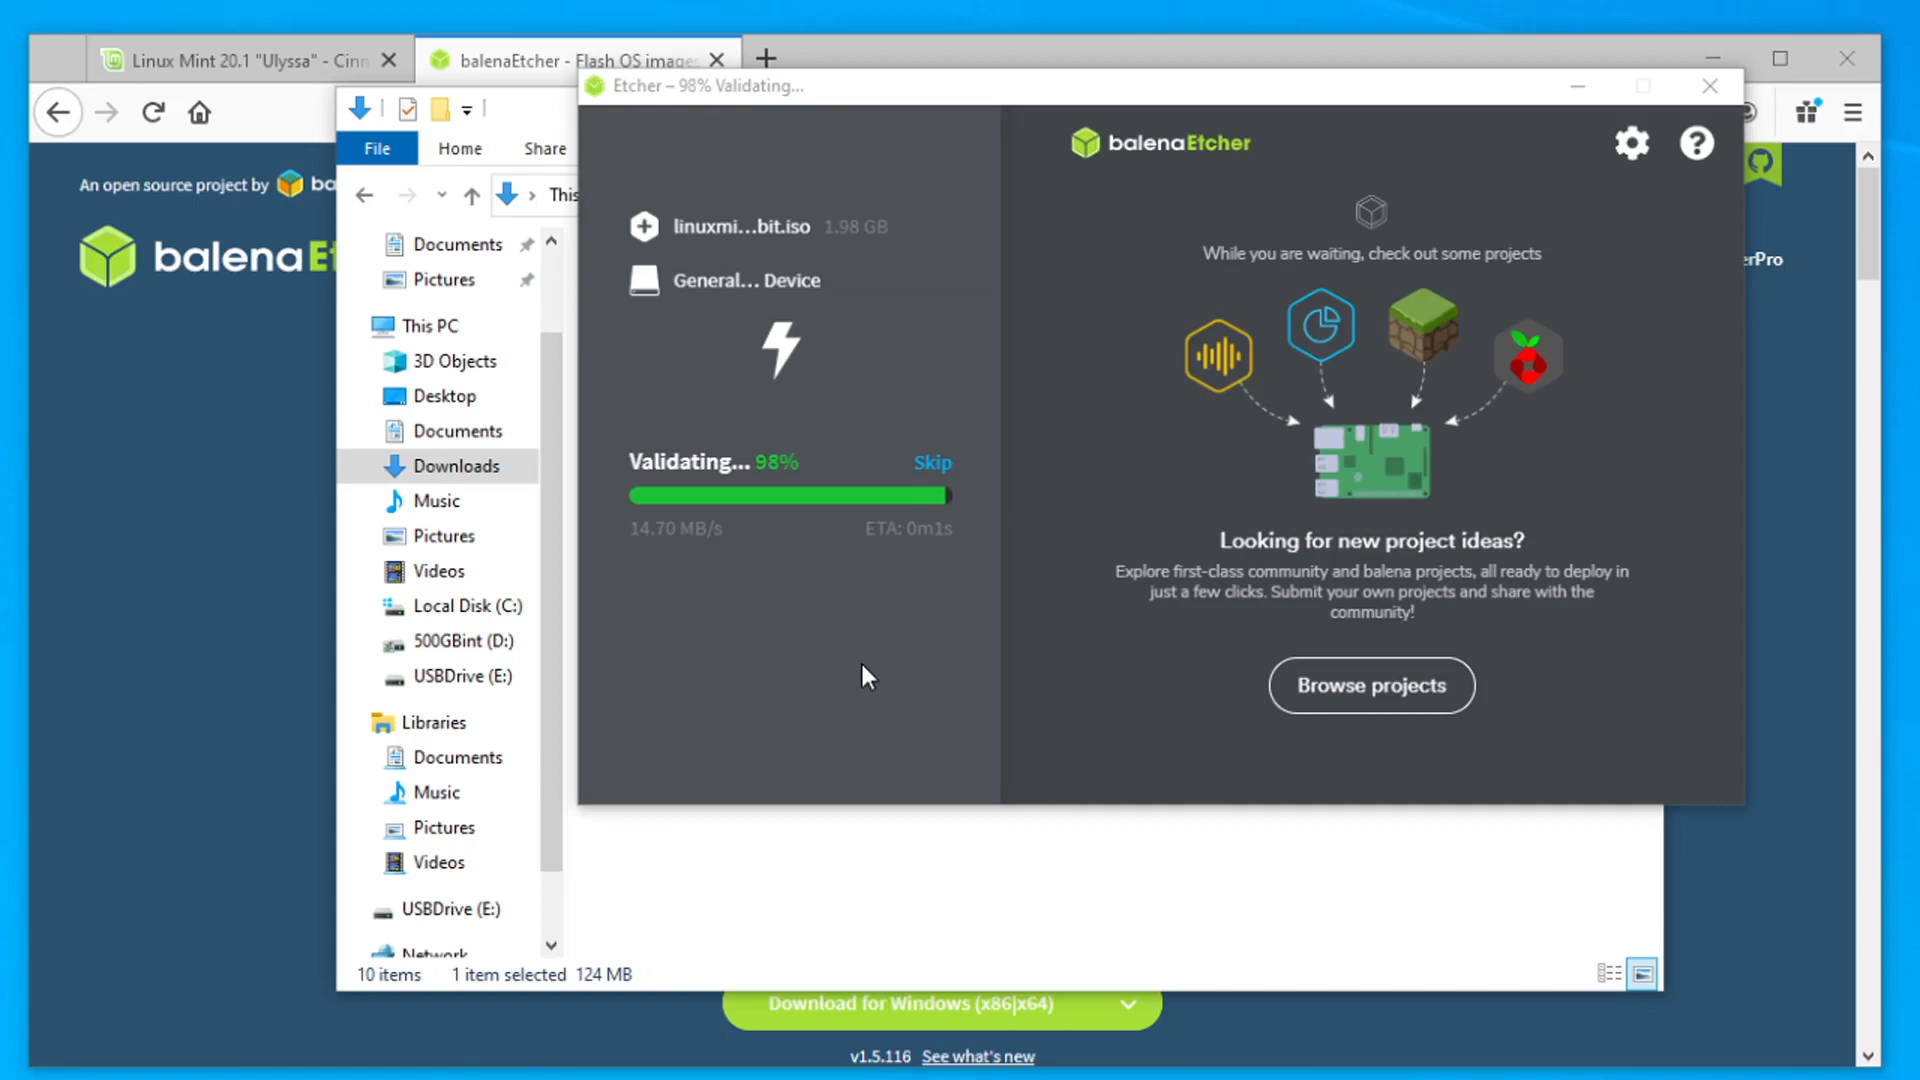 Linux Mint 20.1 "Ulyssa" - Cinn
balenaEtcher - Flash OS images
Etcher – 98% Validating...
File
Home
Share
This
An open source project by ba
balenaEt
erPro
Documents
Pictures
This PC
3D Objects
Desktop
Documents
Downloads
Music
Pictures
Videos
Local Disk (C:)
500GBint (D:)
USBDrive (E:)
Libraries
Documents
Music
Pictures
Videos
USBDrive (E:)
Network
10 items
1 item selected
124 MB
linuxmi...bit.iso 1.98 GB
General... Device
Validating... 98%
Skip
14.70 MB/s
ETA: 0m1s
balenaEtcher
While you are waiting, check out some projects
Looking for new project ideas?
Explore first-class community and balena projects, all ready to deploy in
just a few clicks. Submit your own projects and share with the
community!
Browse projects
Download for Windows (x86|x64)
v1.5.116 See what's new